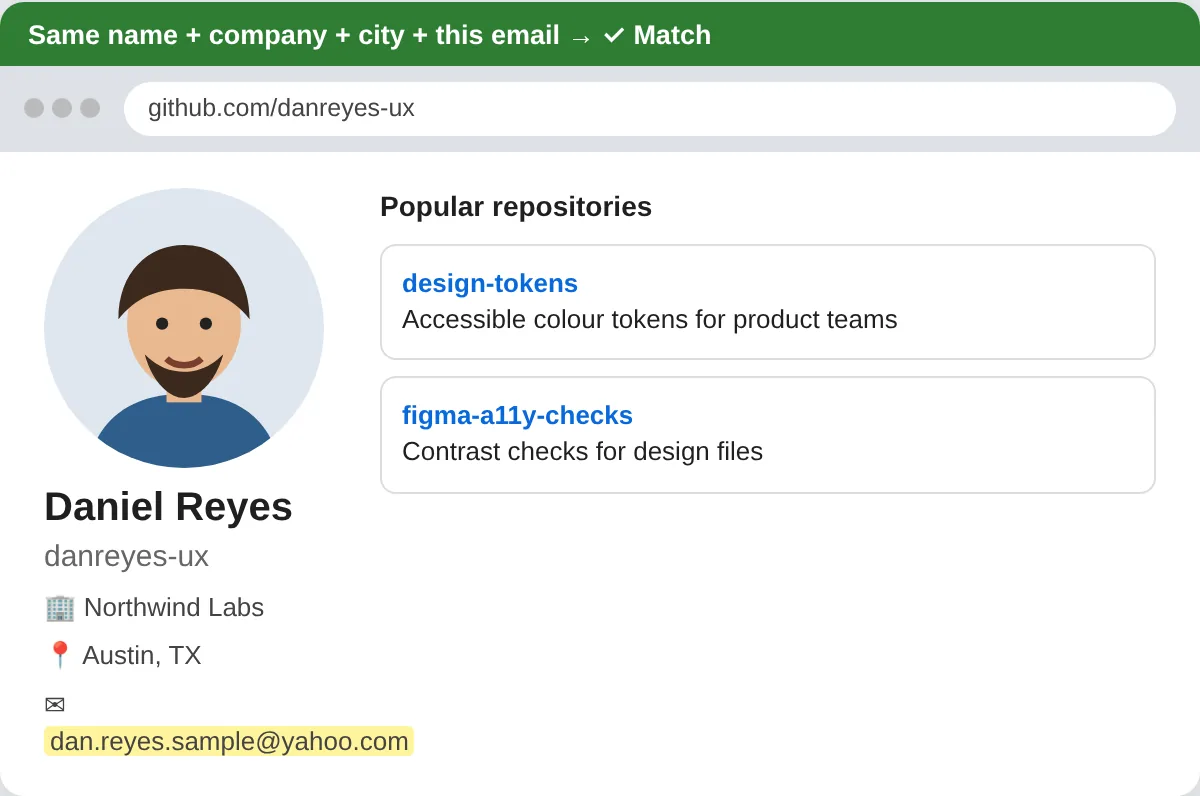 Same name + company + city + this email → ✓ Match
github.com/danreyes-ux
Popular repositories
design-tokens
Accessible colour tokens for product teams
figma-a11y-checks
Contrast checks for design files
Daniel Reyes
danreyes-ux
🏢 Northwind Labs
📍 Austin, TX
✉
dan.reyes.sample@yahoo.com